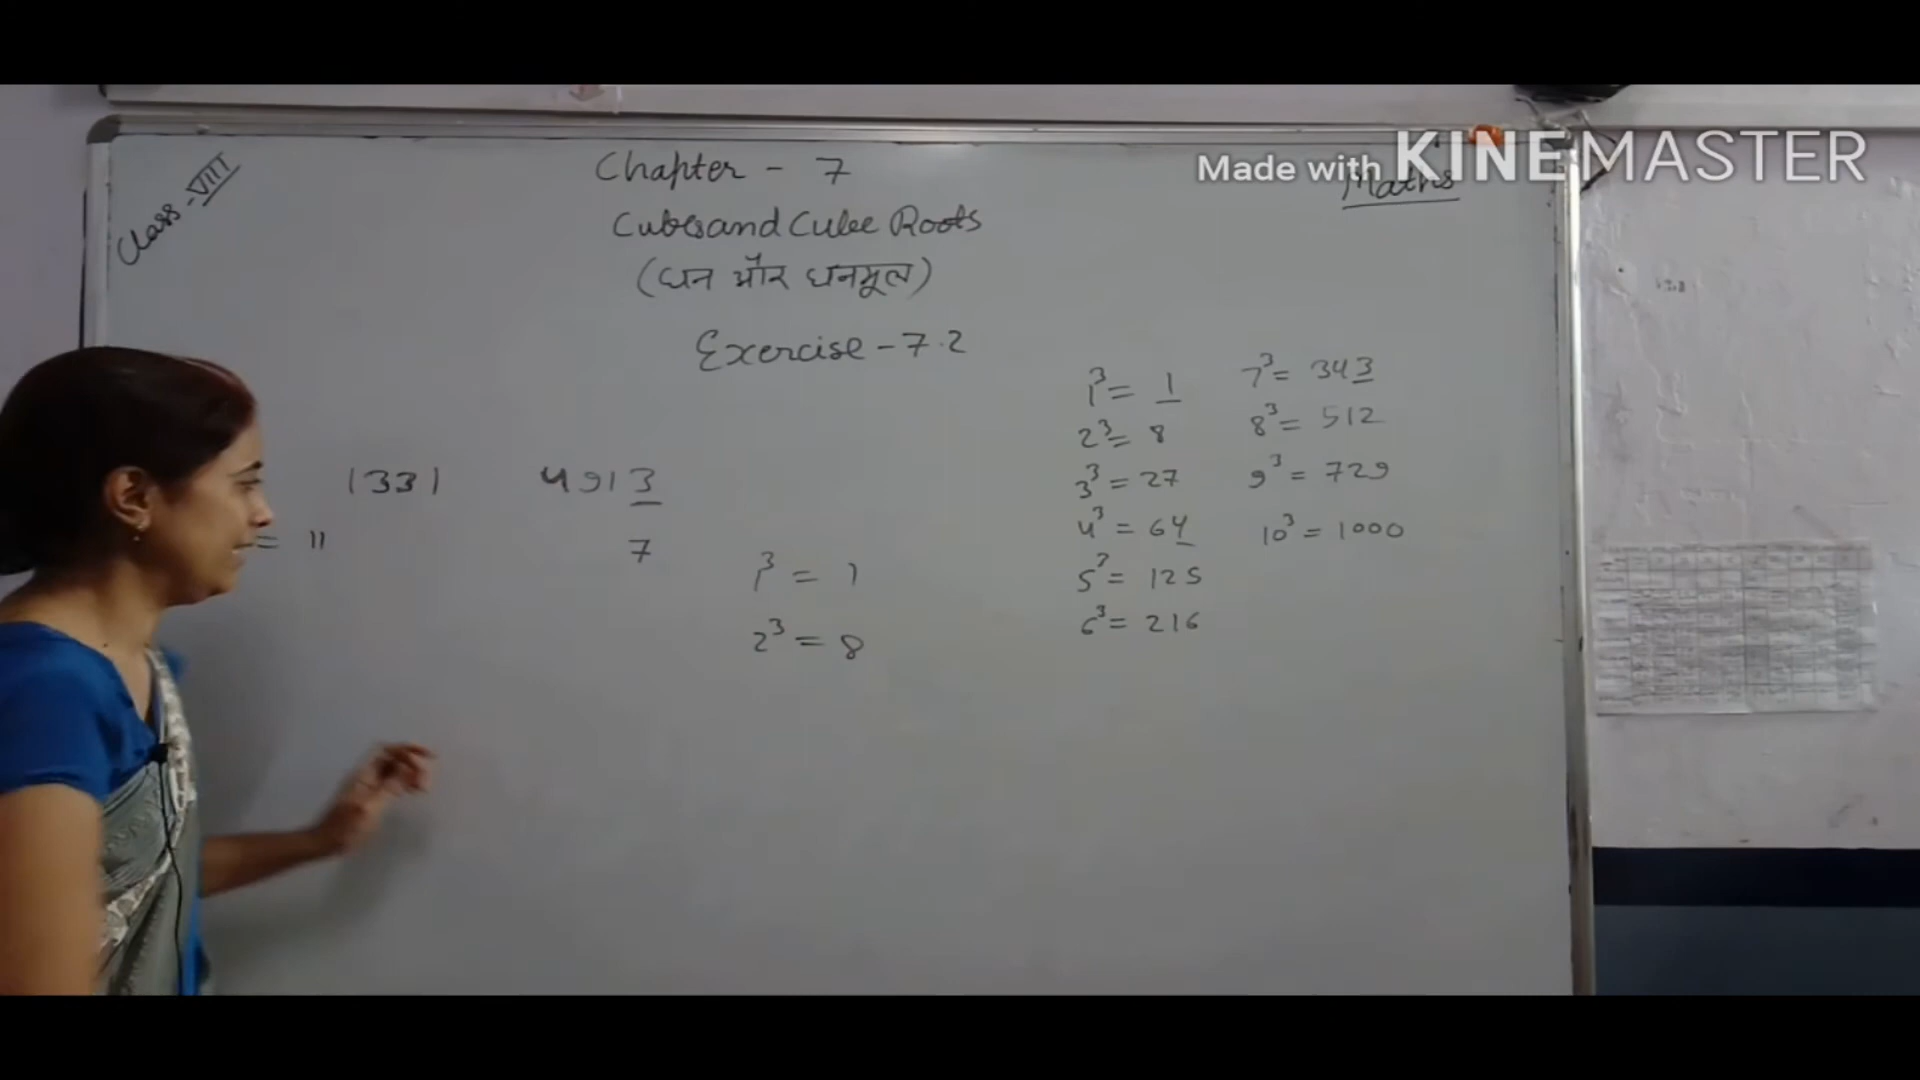 Made with KINEMASTER
Class - VIII
Chapter - 7
Maths
Cubes and Cube Roots
(घन और घनमूल)
Exercise - 7.2
1331
= 11
4913
7
1³ = 1
2³ = 8
1³ = 1
2³ = 8
3³ = 27
4³ = 64
5³ = 125
6³ = 216
7³ = 343
8³ = 512
9³ = 729
10³ = 1000